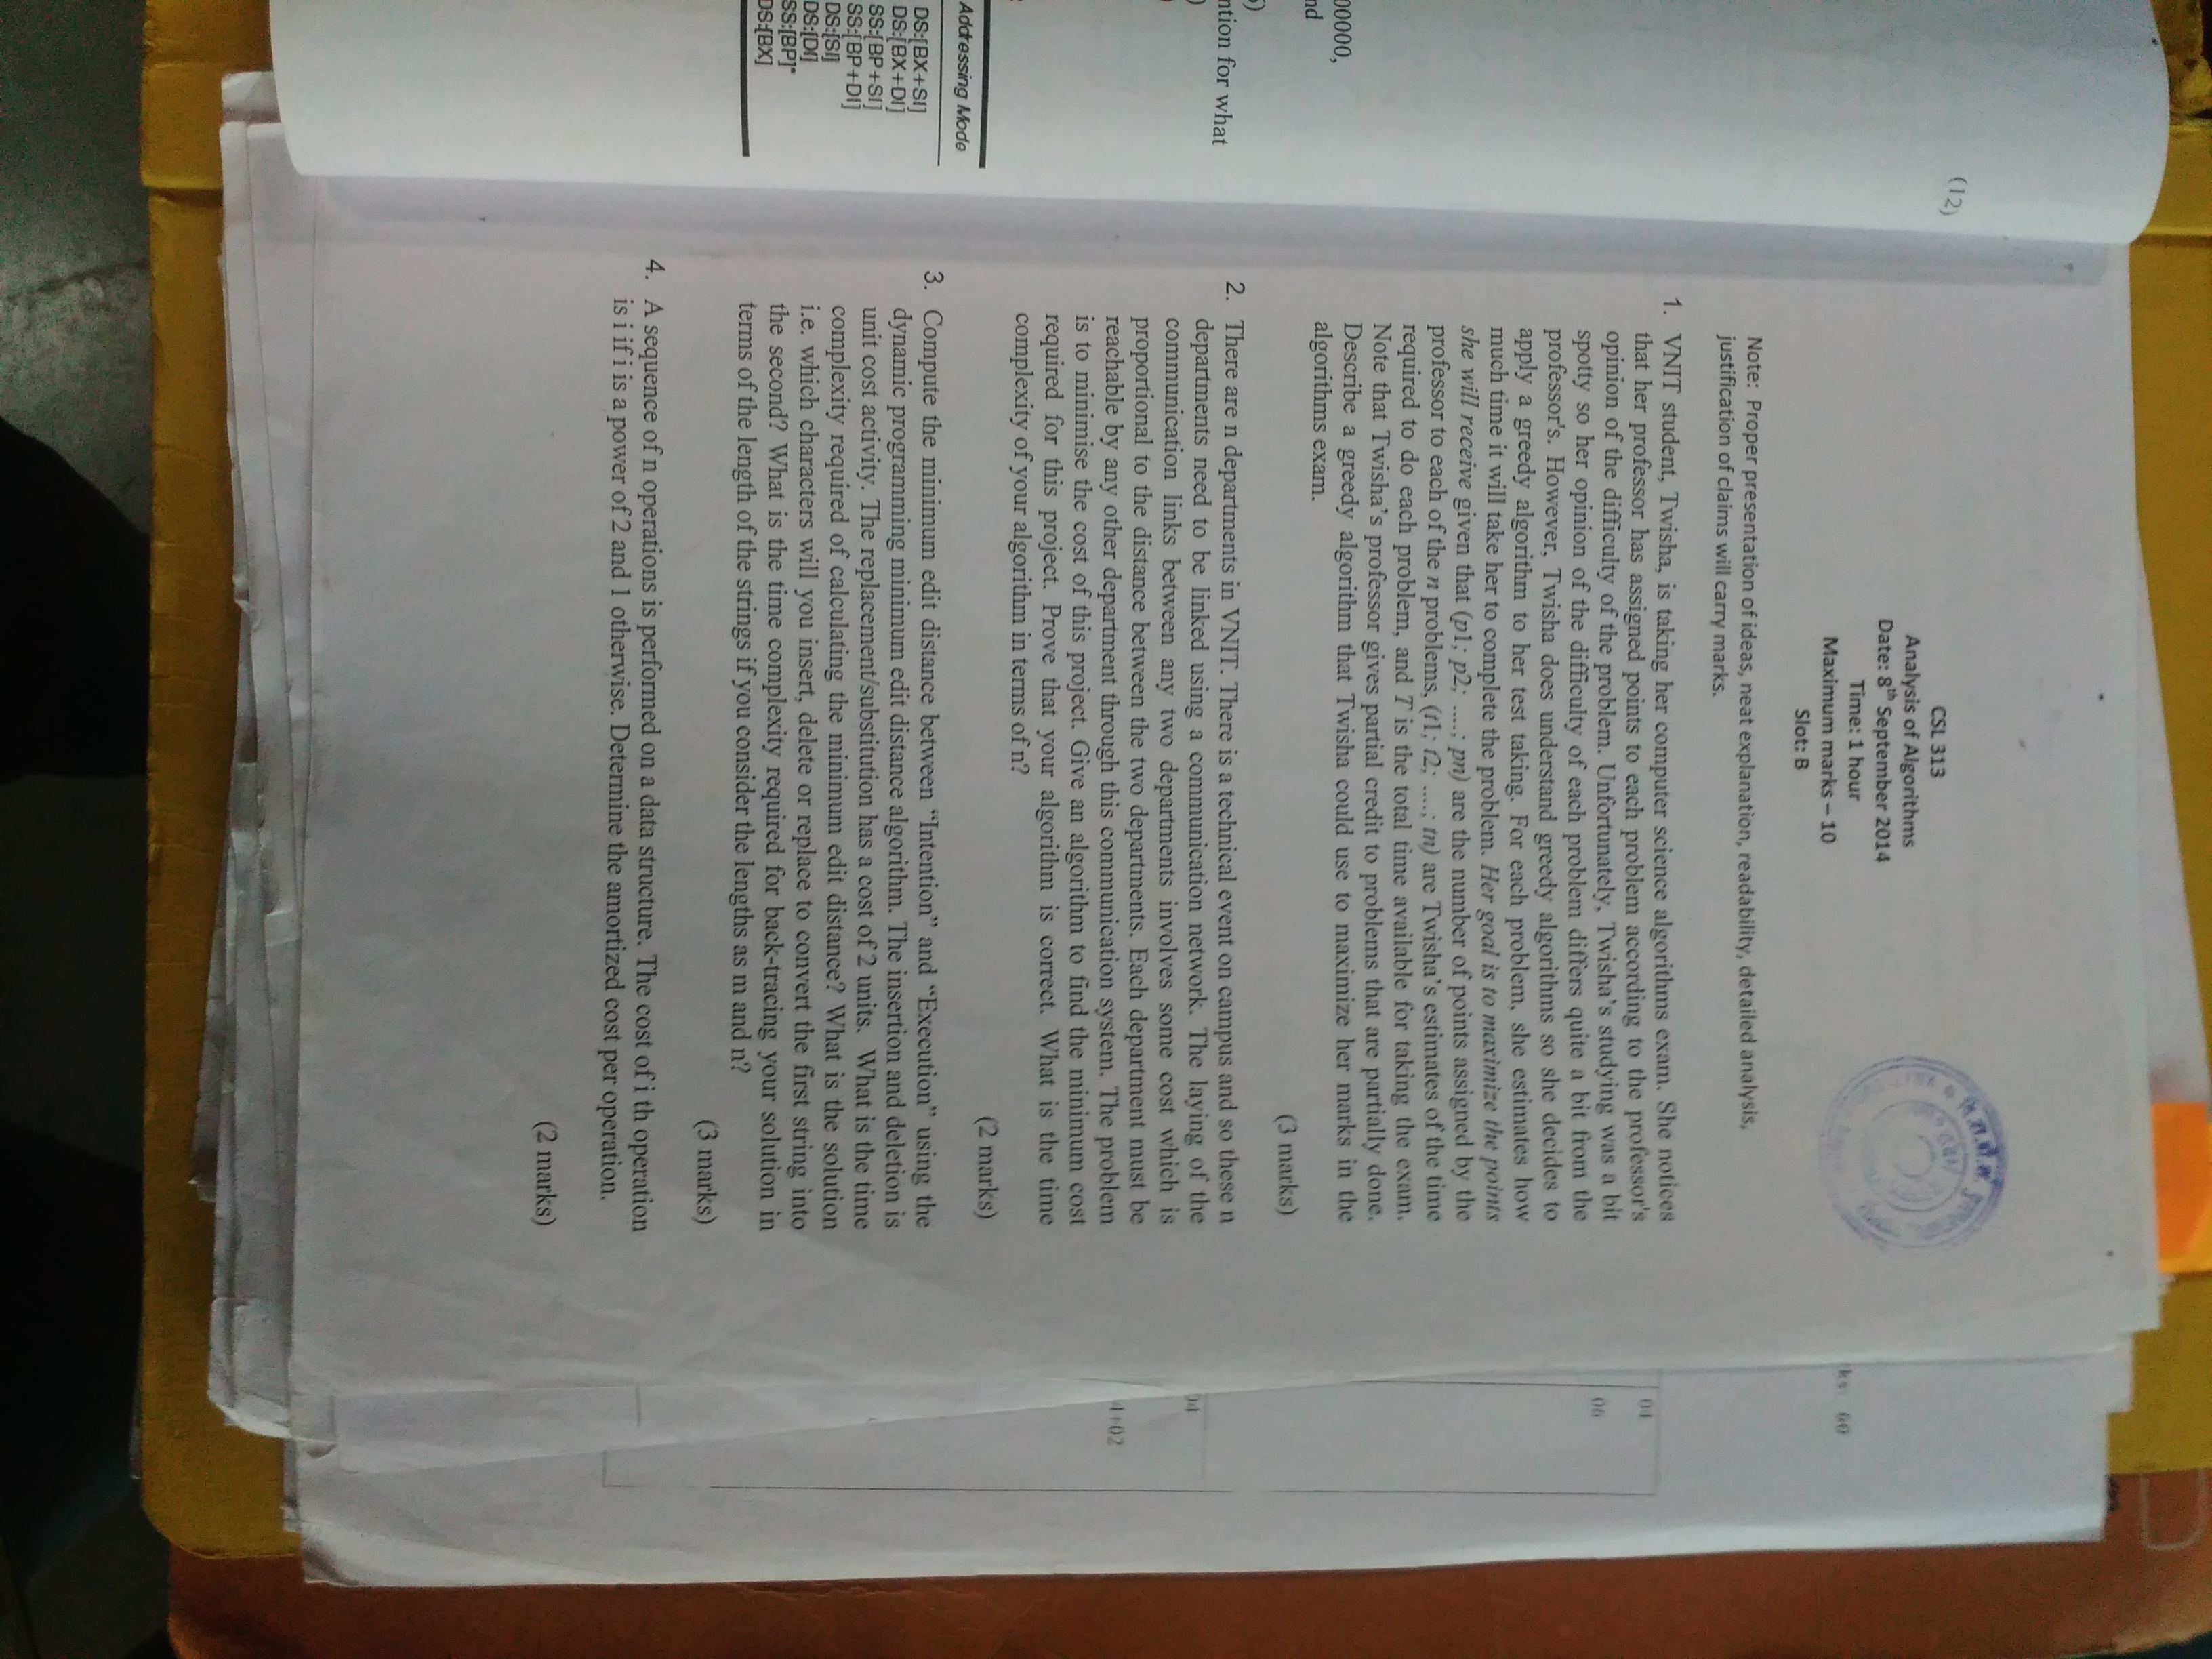 (12)
00000,
nd
5)
ntion for what
)
)
Addressing Mode
DS:[BX+SI]
DS:[BX+DI]
SS:[BP+SI]
SS:[BP+DI]
DS:[SI]
DS:[DI]
SS:[BP]*
DS:[BX]
CSL 313
Analysis of Algorithms
Date: 8th September 2014
Time: 1 hour
Maximum marks – 10
Slot: B
Note: Proper presentation of ideas, neat explanation, readability, detailed analysis,
justification of claims will carry marks.
1. VNIT student, Twisha, is taking her computer science algorithms exam. She notices
that her professor has assigned points to each problem according to the professor's
opinion of the difficulty of the problem. Unfortunately, Twisha's studying was a bit
spotty so her opinion of the difficulty of each problem differs quite a bit from the
professor's. However, Twisha does understand greedy algorithms so she decides to
apply a greedy algorithm to her test taking. For each problem, she estimates how
much time it will take her to complete the problem. Her goal is to maximize the points
she will receive given that (p1; p2; ....; pn) are the number of points assigned by the
professor to each of the n problems, (t1; t2; ....; tn) are Twisha's estimates of the time
required to do each problem, and T is the total time available for taking the exam.
Note that Twisha's professor gives partial credit to problems that are partially done.
Describe a greedy algorithm that Twisha could use to maximize her marks in the
algorithms exam.
(3 marks)
2. There are n departments in VNIT. There is a technical event on campus and so these n
departments need to be linked using a communication network. The laying of the
communication links between any two departments involves some cost which is
proportional to the distance between the two departments. Each department must be
reachable by any other department through this communication system. The problem
is to minimise the cost of this project. Give an algorithm to find the minimum cost
required for this project. Prove that your algorithm is correct. What is the time
complexity of your algorithm in terms of n?
(2 marks)
3. Compute the minimum edit distance between “Intention” and “Execution” using the
dynamic programming minimum edit distance algorithm. The insertion and deletion is
unit cost activity. The replacement/substitution has a cost of 2 units. What is the time
complexity required of calculating the minimum edit distance? What is the solution
i.e. which characters will you insert, delete or replace to convert the first string into
the second? What is the time complexity required for back-tracing your solution in
terms of the length of the strings if you consider the lengths as m and n?
(3 marks)
4. A sequence of n operations is performed on a data structure. The cost of i th operation
is i if i is a power of 2 and 1 otherwise. Determine the amortized cost per operation.
(2 marks)
ks: 60
04
06
04
4+02